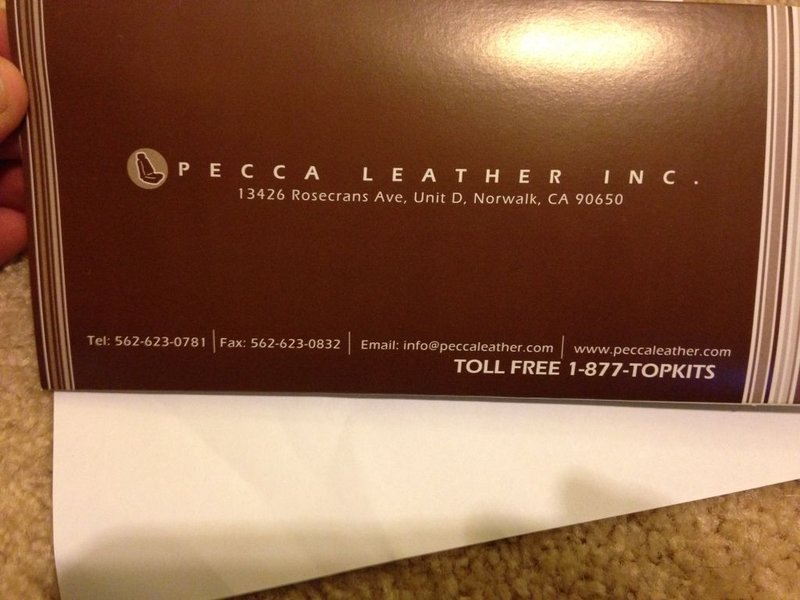 PECCA LEATHER INC.
13426 Rosecrans Ave, Unit D, Norwalk, CA 90650
Tel: 562-623-0781 | Fax: 562-623-0832 | Email: info@peccaleather.com | www.peccaleather.com
TOLL FREE 1-877-TOPKITS